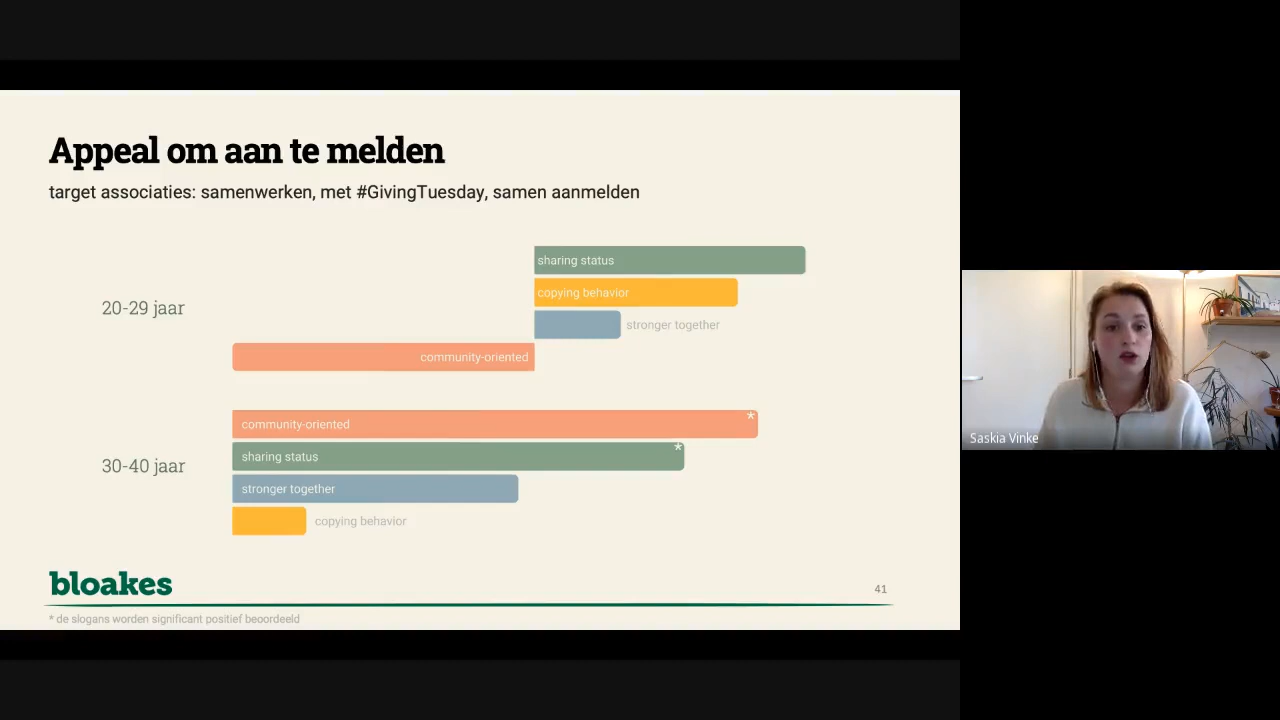 Appeal om aan te melden
target associaties: samenwerken, met #GivingTuesday, samen aanmelden
20-29 jaar
sharing status
copying behavior
stronger together
community-oriented
30-40 jaar
community-oriented *
sharing status *
stronger together
copying behavior
bloakes
41
* de slogans worden significant positief beoordeeld
Saskia Vinke